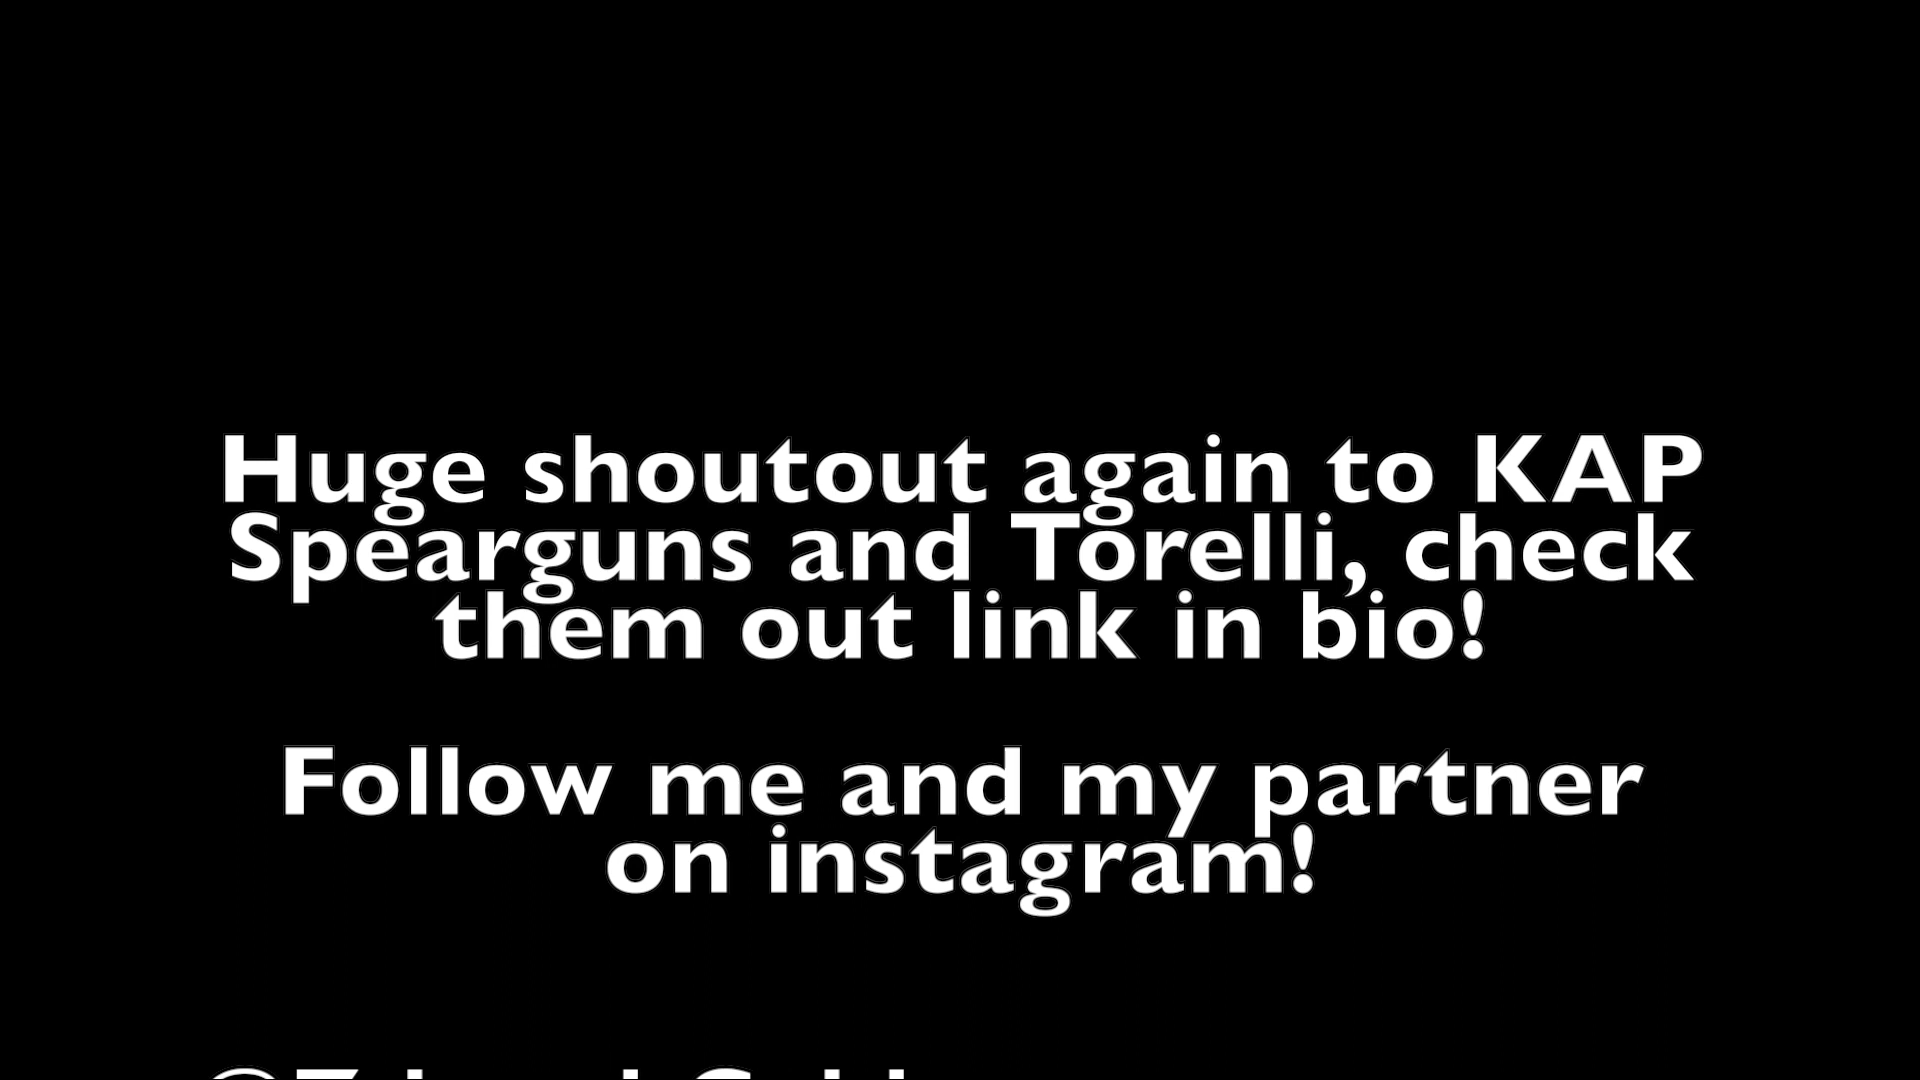 Huge shoutout again to KAP
Spearguns and Torelli, check
them out link in bio!
Follow me and my partner
on instagram!